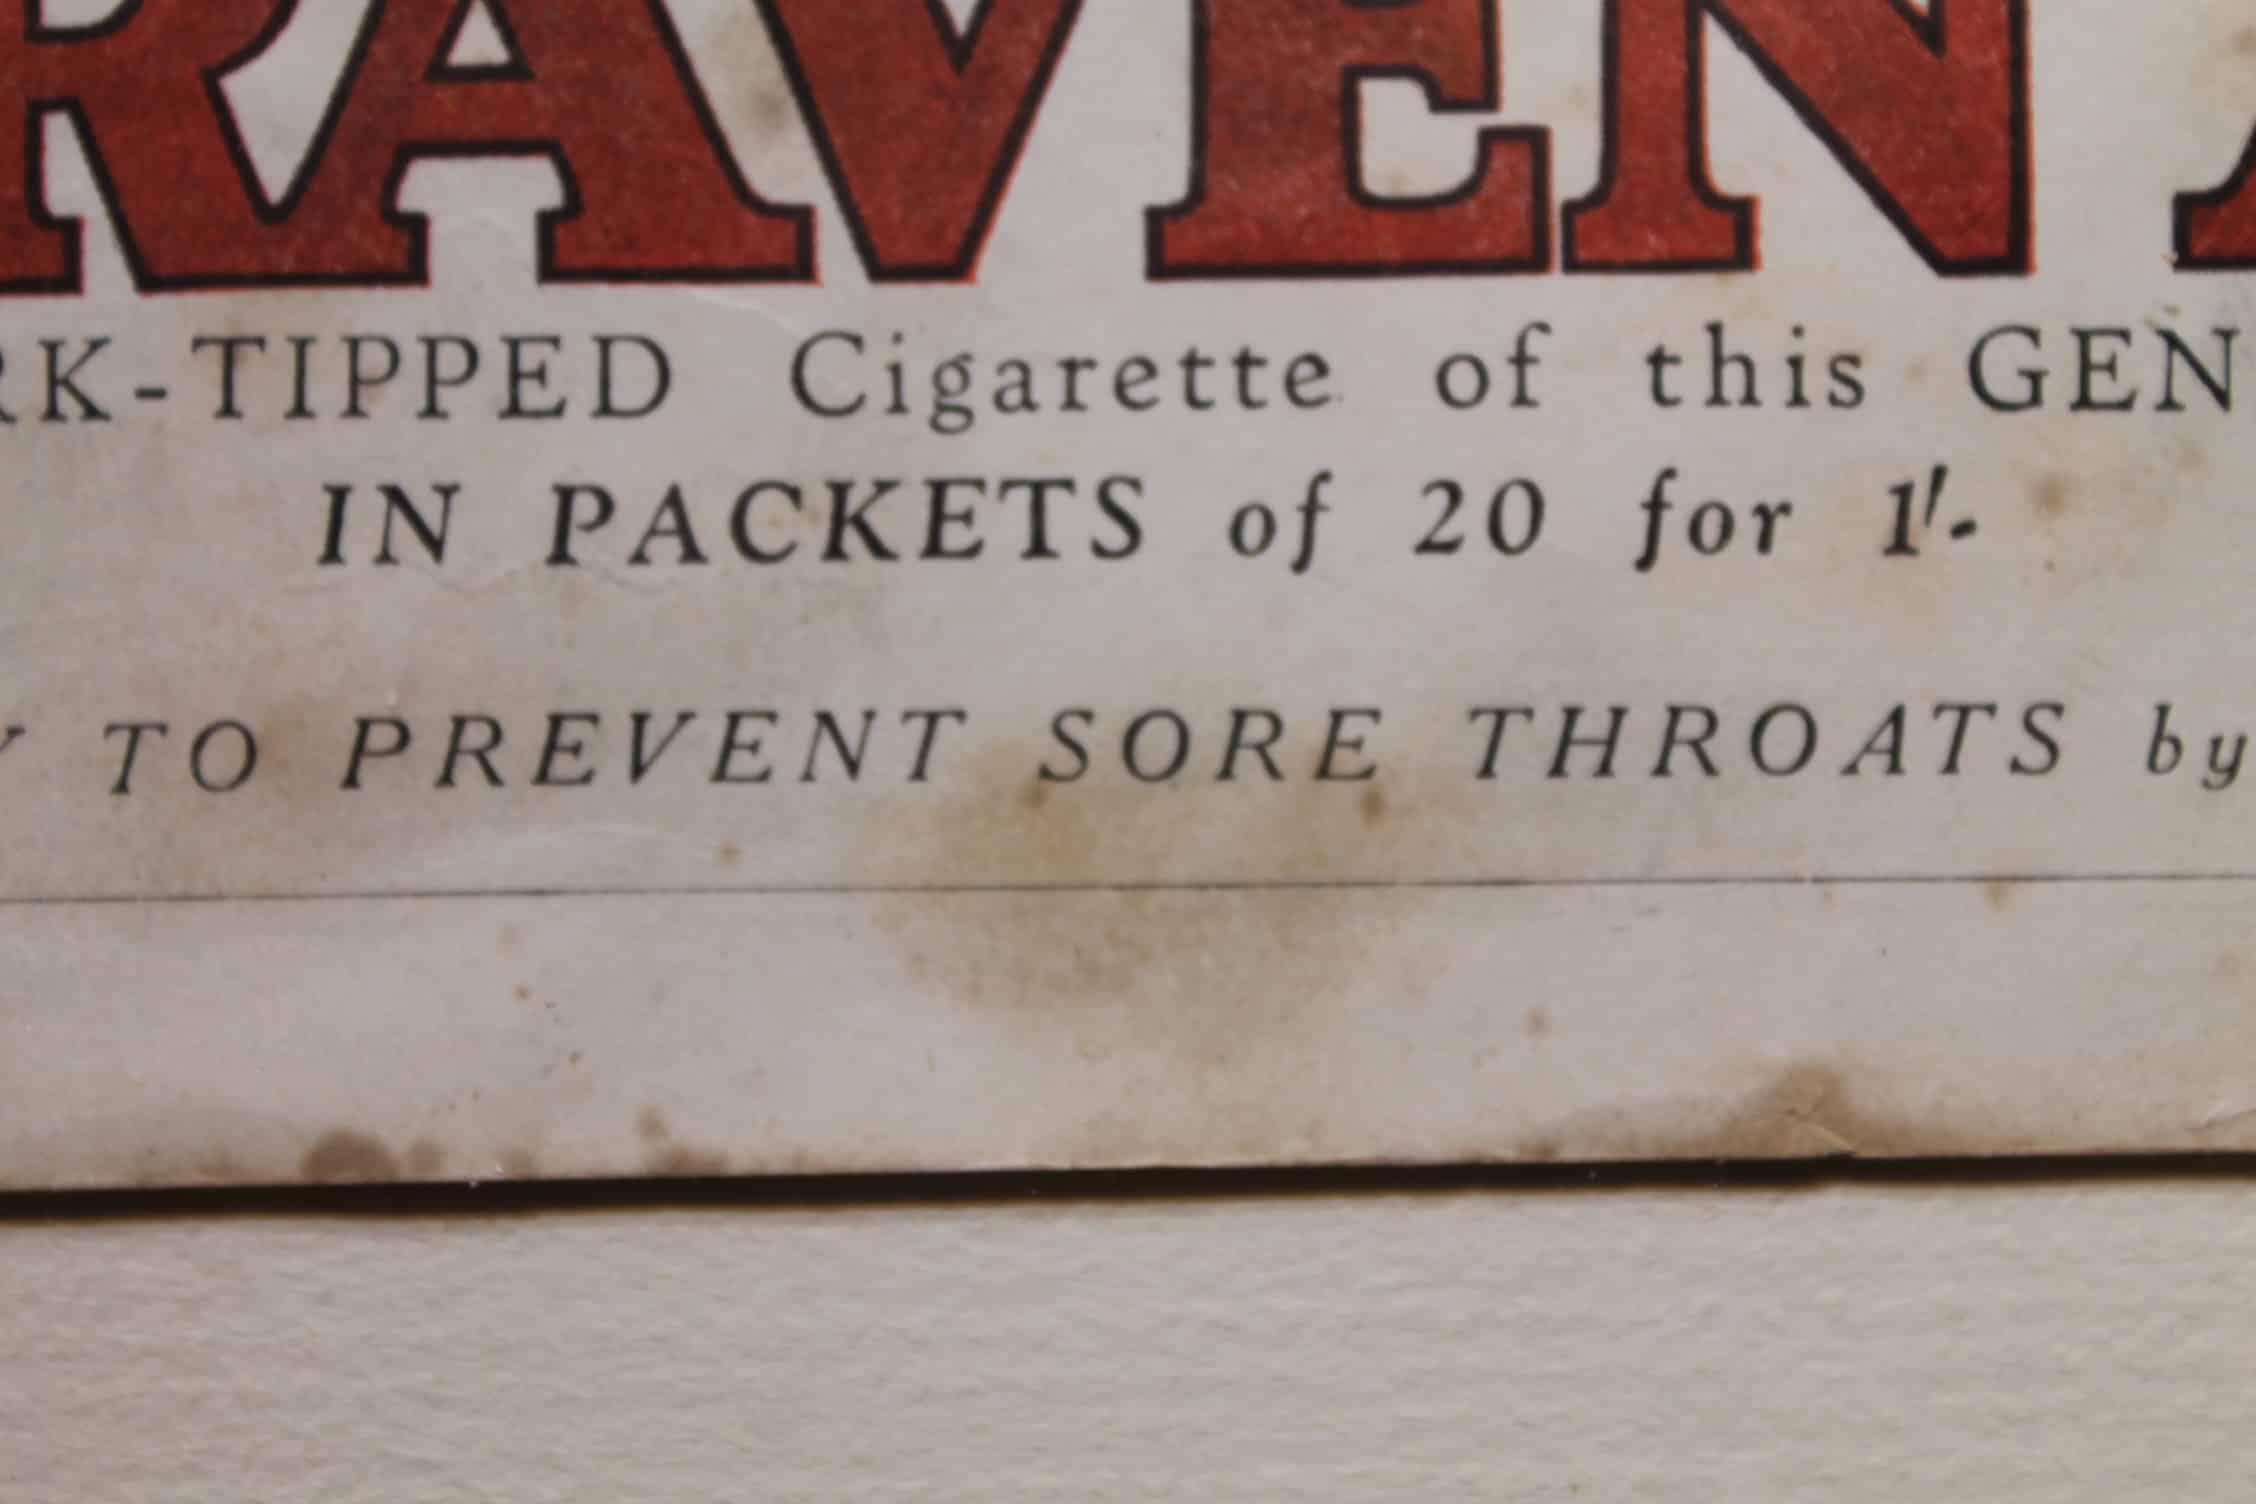 RAVEN
RK-TIPPED Cigarette of this GEN
IN PACKETS of 20 for 1/-
Y TO PREVENT SORE THROATS by